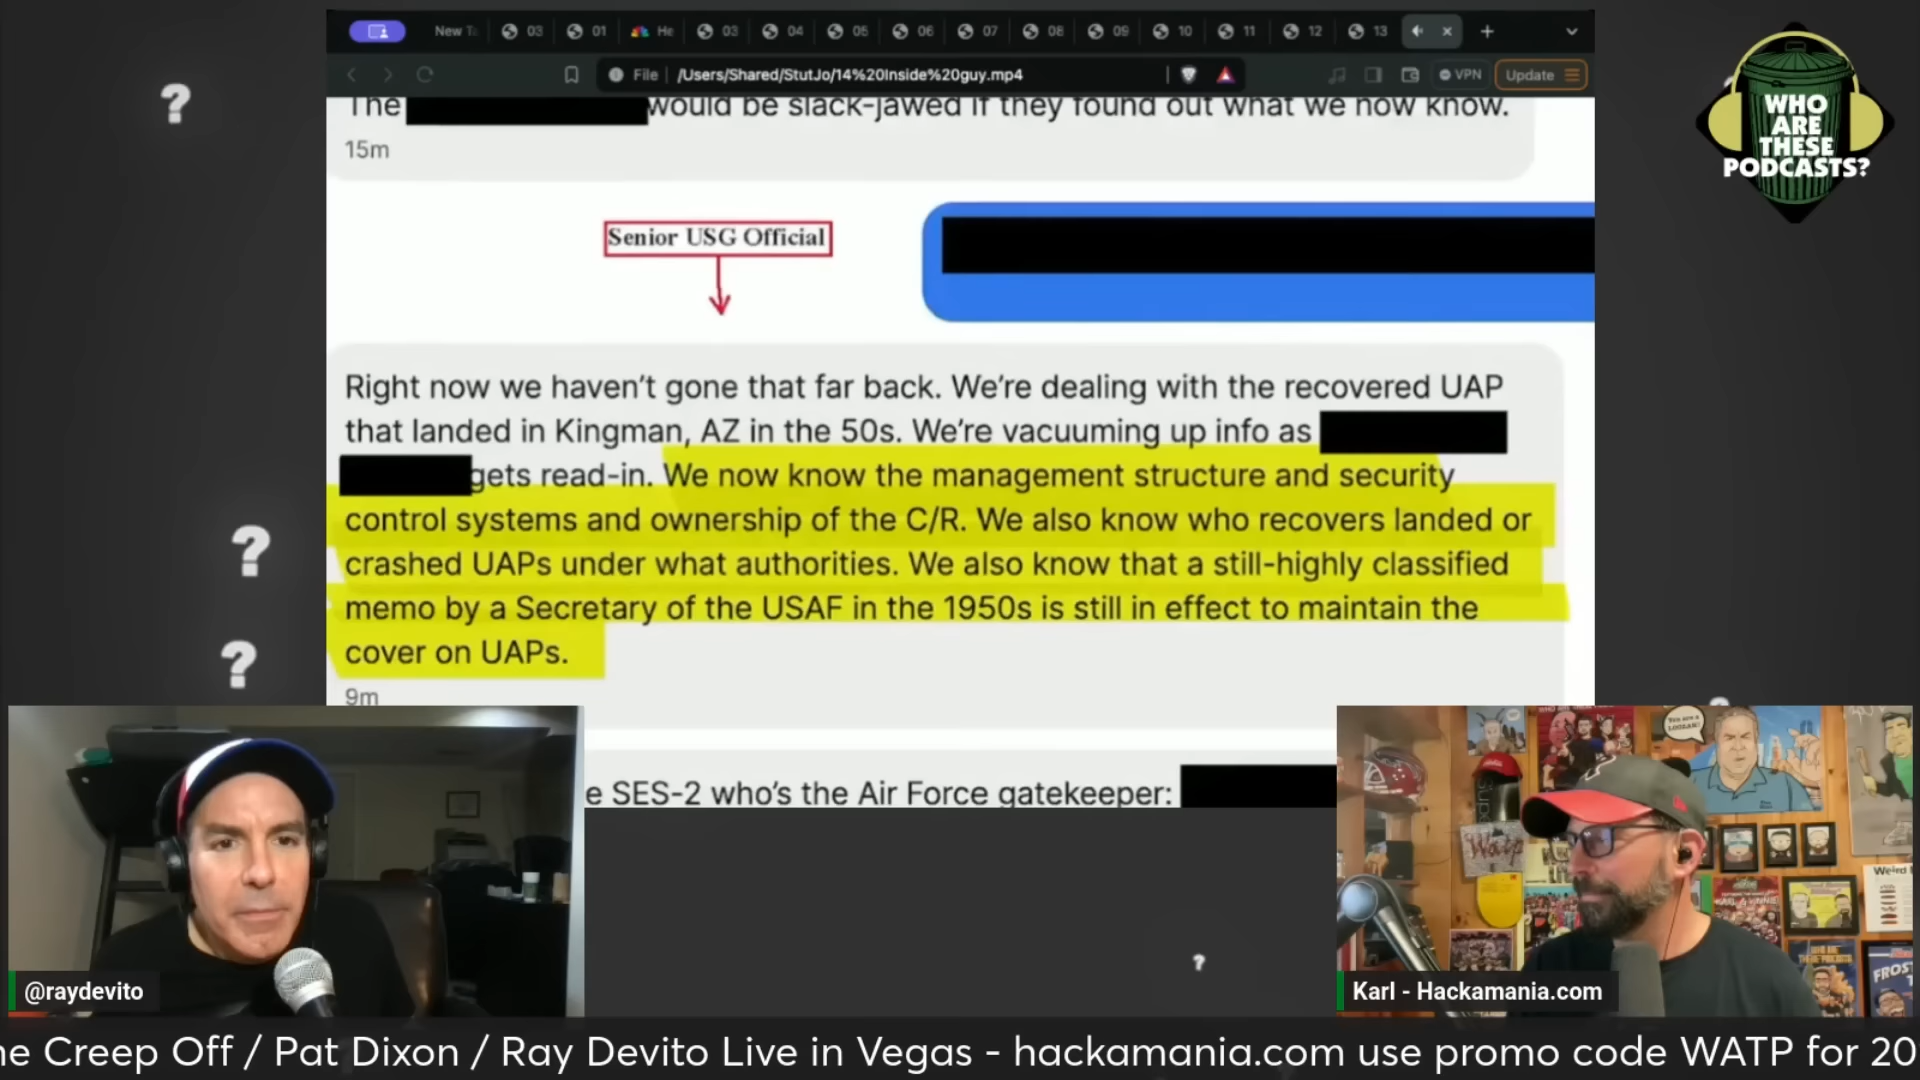 New T
03
01
He
03
04
05
06
07
08
09
10
11
12
13
File
/Users/Shared/StutJo/14%20Inside%20guy.mp4
VPN
Update
WHO
ARE
THESE
PODCASTS?
The would be slack-jawed if they found out what we now know.
15m
Senior USG Official
Right now we haven't gone that far back. We're dealing with the recovered UAP
that landed in Kingman, AZ in the 50s. We're vacuuming up info as
gets read-in. We now know the management structure and security
control systems and ownership of the C/R. We also know who recovers landed or
crashed UAPs under what authorities. We also know that a still-highly classified
memo by a Secretary of the USAF in the 1950s is still in effect to maintain the
cover on UAPs.
9m
e SES-2 who's the Air Force gatekeeper:
@raydevito
Karl - Hackamania.com
ne Creep Off / Pat Dixon / Ray Devito Live in Vegas - hackamania.com use promo code WATP for 20